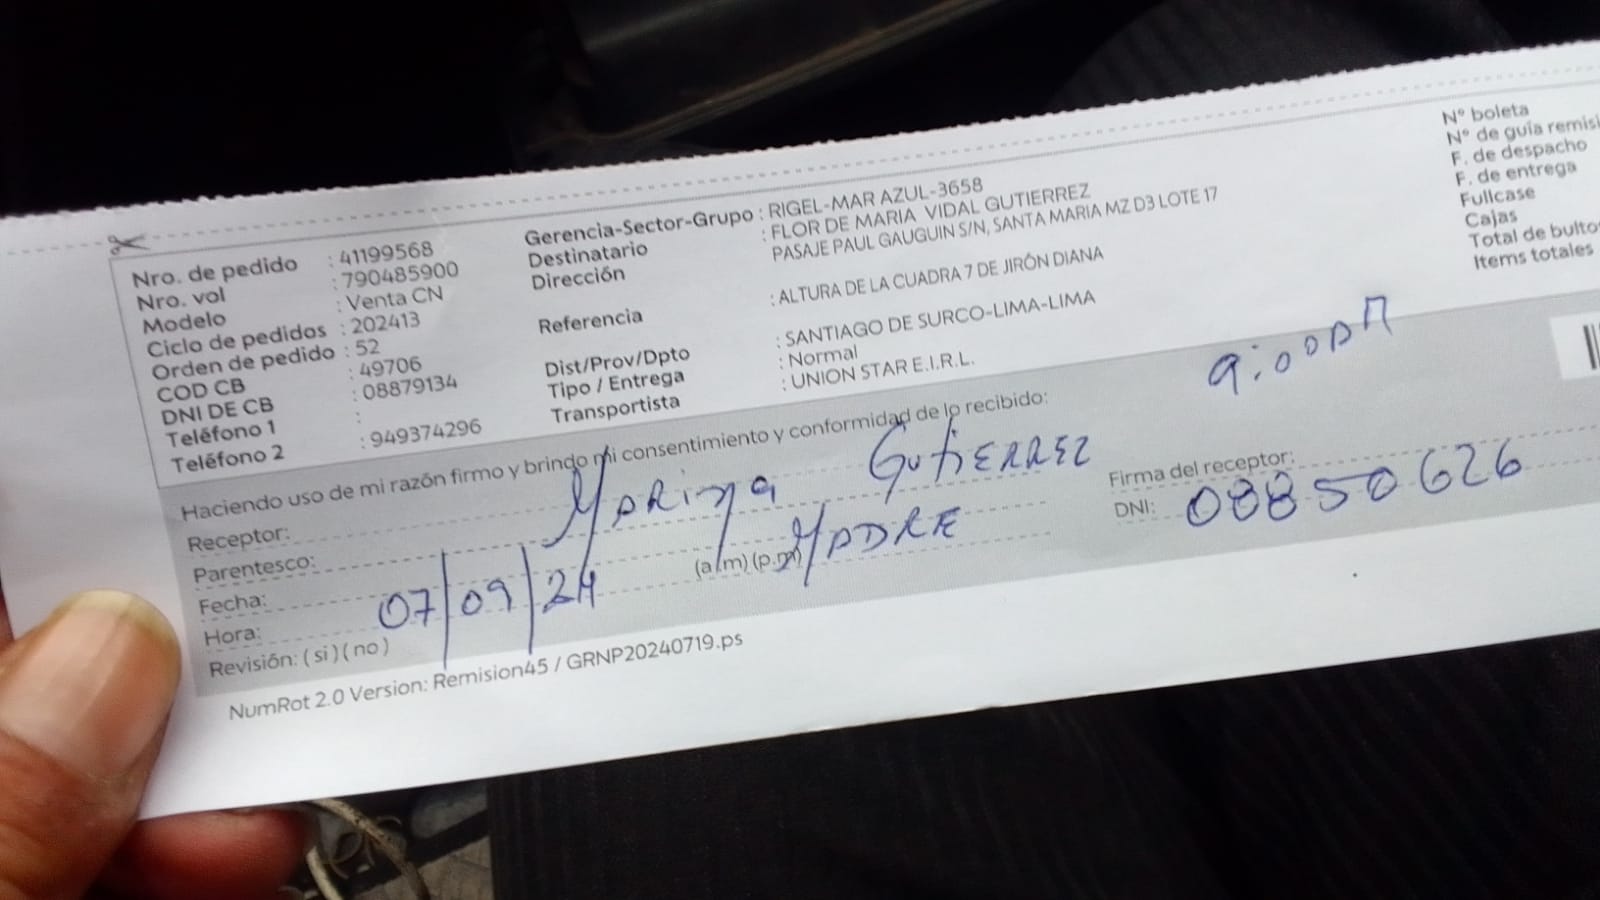 Nro. de pedido : 41199568
Nro. vol : 790485900
Modelo : Venta CN
Ciclo de pedidos : 202413
Orden de pedido : 52
COD CB : 49706
DNI DE CB : 08879134
Teléfono 1 :
Teléfono 2 : 949374296
Gerencia-Sector-Grupo : RIGEL-MAR AZUL-3658
Destinatario : FLOR DE MARIA VIDAL GUTIERREZ
Dirección PASAJE PAUL GAUGUIN S/N, SANTA MARIA MZ D3 LOTE 17
Referencia : ALTURA DE LA CUADRA 7 DE JIRÓN DIANA
Dist/Prov/Dpto : SANTIAGO DE SURCO-LIMA-LIMA
Tipo / Entrega : Normal
Transportista : UNION STAR E.I.R.L.
N° boleta
N° de guía remisi
F. de despacho
F. de entrega
Fullcase
Cajas
Total de bulto
Items totales
Haciendo uso de mi razón firmo y brindo mi consentimiento y conformidad de lo recibido:
Receptor: GUTIERREZ
Parentesco: MADRE
Fecha: 07/09/24
Hora: (a.m) (p.m)
Revisión: ( si ) ( no )
Firma del receptor:
DNI: 08850626
NumRot 2.0 Version: Remision45 / GRNP20240719.ps